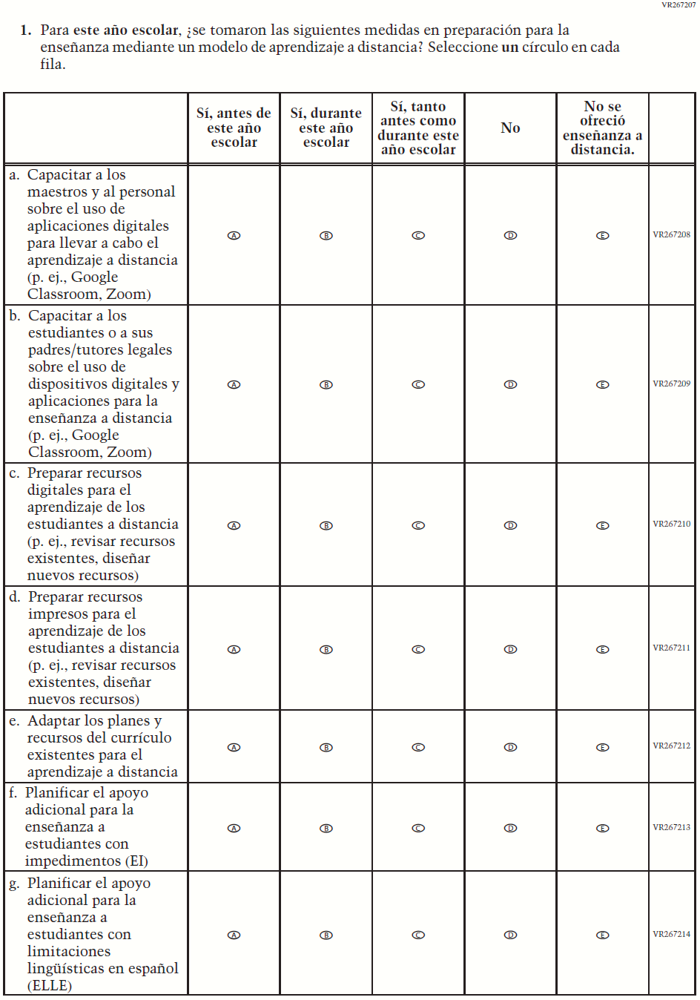 VR267207
1. Para este año escolar, ¿se tomaron las siguientes medidas en preparación para la
enseñanza mediante un modelo de aprendizaje a distancia? Seleccione un círculo en cada
fila.
Sí, antes de
este año
escolar
Sí, durante
este año
escolar
Sí, tanto
antes como
durante este
año escolar
No
No se
ofreció
enseñanza a
distancia.
a. Capacitar a los
maestros y al personal
sobre el uso de
aplicaciones digitales
para llevar a cabo el
aprendizaje a distancia
(p. ej., Google
Classroom, Zoom)
A B C D E VR267208
b. Capacitar a los
estudiantes o a sus
padres/tutores legales
sobre el uso de
dispositivos digitales y
aplicaciones para la
enseñanza a distancia
(p. ej., Google
Classroom, Zoom)
A B C D E VR267209
c. Preparar recursos
digitales para el
aprendizaje de los
estudiantes a distancia
(p. ej., revisar recursos
existentes, diseñar
nuevos recursos)
A B C D E VR267210
d. Preparar recursos
impresos para el
aprendizaje de los
estudiantes a distancia
(p. ej., revisar recursos
existentes, diseñar
nuevos recursos)
A B C D E VR267211
e. Adaptar los planes y
recursos del currículo
existentes para el
aprendizaje a distancia
A B C D E VR267212
f. Planificar el apoyo
adicional para la
enseñanza a
estudiantes con
impedimentos (EI)
A B C D E VR267213
g. Planificar el apoyo
adicional para la
enseñanza a
estudiantes con
limitaciones
lingüísticas en español
(ELLE)
A B C D E VR267214